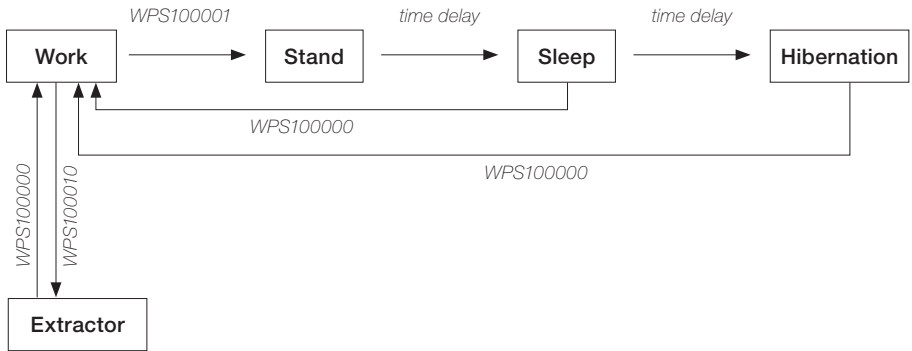 WPS100001
time delay
time delay
Work
Stand
Sleep
Hibernation
WPS100000
WPS100000
WPS100000
WPS100010
Extractor